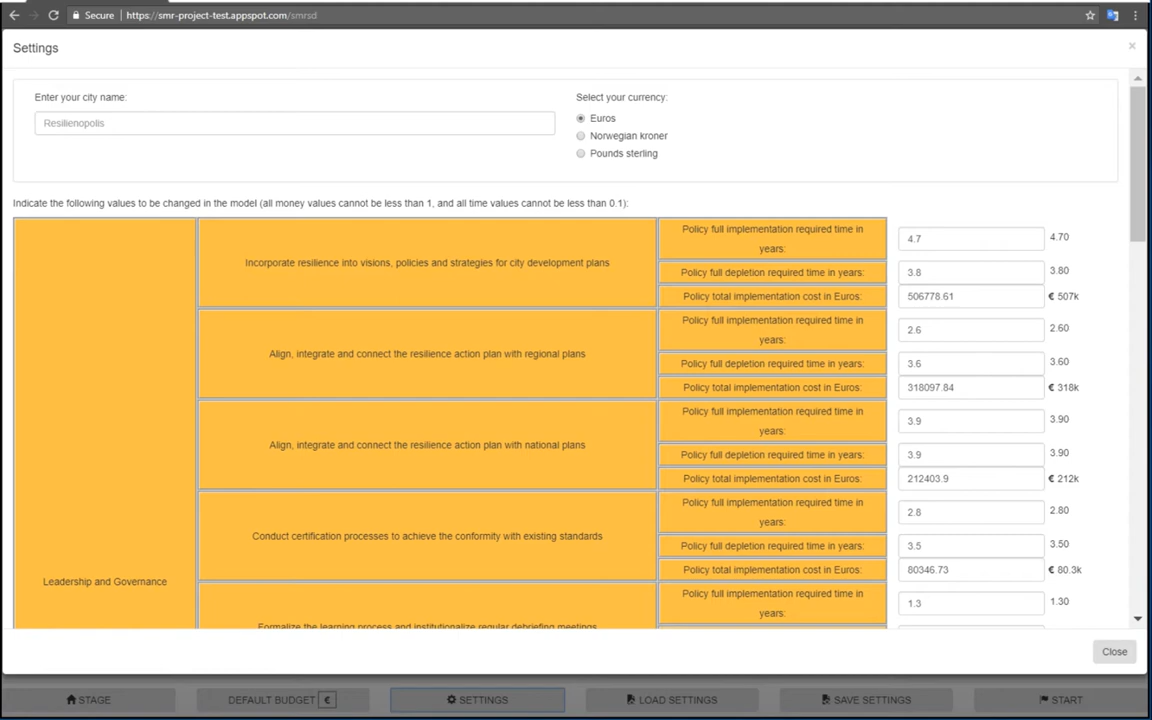 Secure https://smr-project-test.appspot.com/smrsd
Settings ×
Enter your city name:
Resilienopolis
Select your currency:
Euros
Norwegian kroner
Pounds sterling
Indicate the following values to be changed in the model (all money values cannot be less than 1, and all time values cannot be less than 0.1):
Leadership and Governance
Incorporate resilience into visions, policies and strategies for city development plans
Policy full implementation required time in
years:
4.7 4.70
Policy full depletion required time in years:
3.8 3.80
Policy total implementation cost in Euros:
506778.61 € 507k
Align, integrate and connect the resilience action plan with regional plans
Policy full implementation required time in
years:
2.6 2.60
Policy full depletion required time in years:
3.6 3.60
Policy total implementation cost in Euros:
318097.84 € 318k
Align, integrate and connect the resilience action plan with national plans
Policy full implementation required time in
years:
3.9 3.90
Policy full depletion required time in years:
3.9 3.90
Policy total implementation cost in Euros:
212403.9 € 212k
Conduct certification processes to achieve the conformity with existing standards
Policy full implementation required time in
years:
2.8 2.80
Policy full depletion required time in years:
3.5 3.50
Policy total implementation cost in Euros:
80346.73 € 80.3k
Formalize the learning process and institutionalize regular debriefing meetings
Policy full implementation required time in
years:
1.3 1.30
Close
STAGE
DEFAULT BUDGET €
SETTINGS
LOAD SETTINGS
SAVE SETTINGS
START